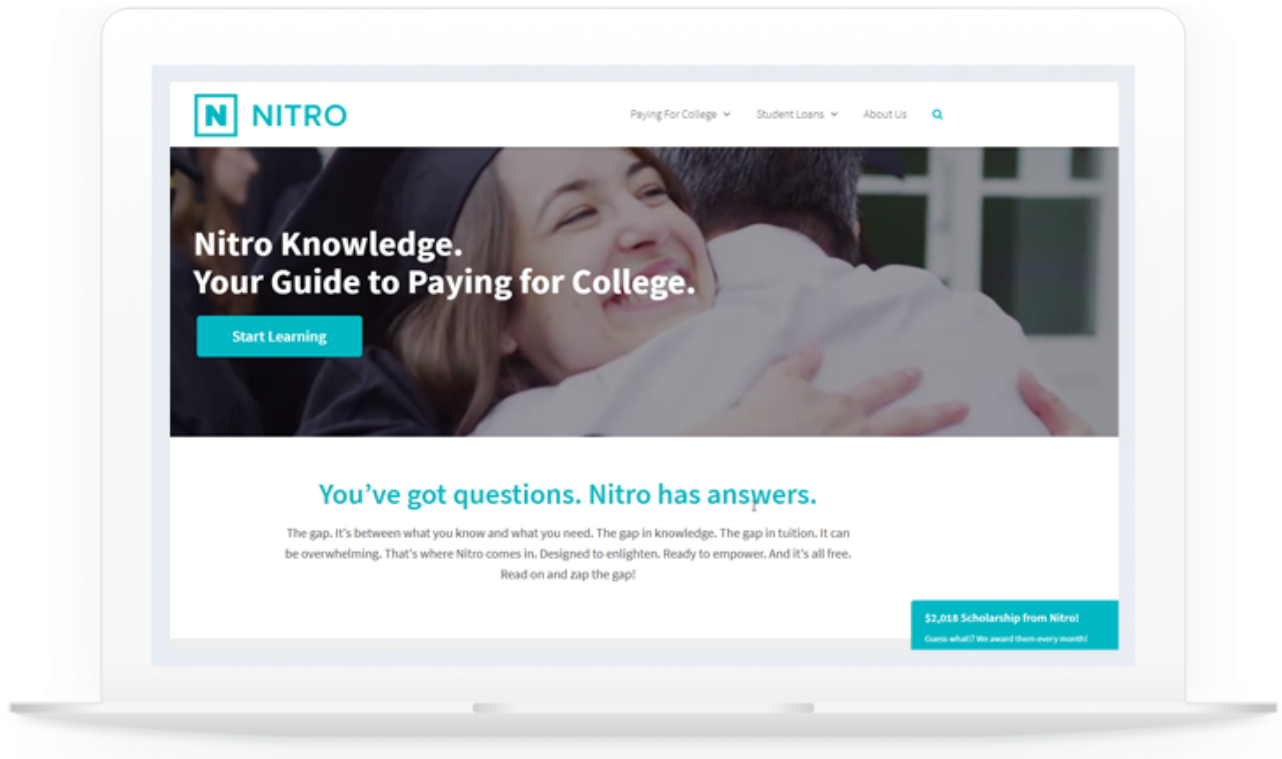 N NITRO
Paying For College
Student Loans
About Us
Nitro Knowledge.
Your Guide to Paying for College.
Start Learning
You've got questions. Nitro has answers.
The gap. It's between what you know and what you need. The gap in knowledge. The gap in tuition. It can
be overwhelming. That's where Nitro comes in. Designed to enlighten. Ready to empower. And it's all free.
Read on and zap the gap!
$2,018 Scholarship from Nitro!
Guess what!? We award them every month!